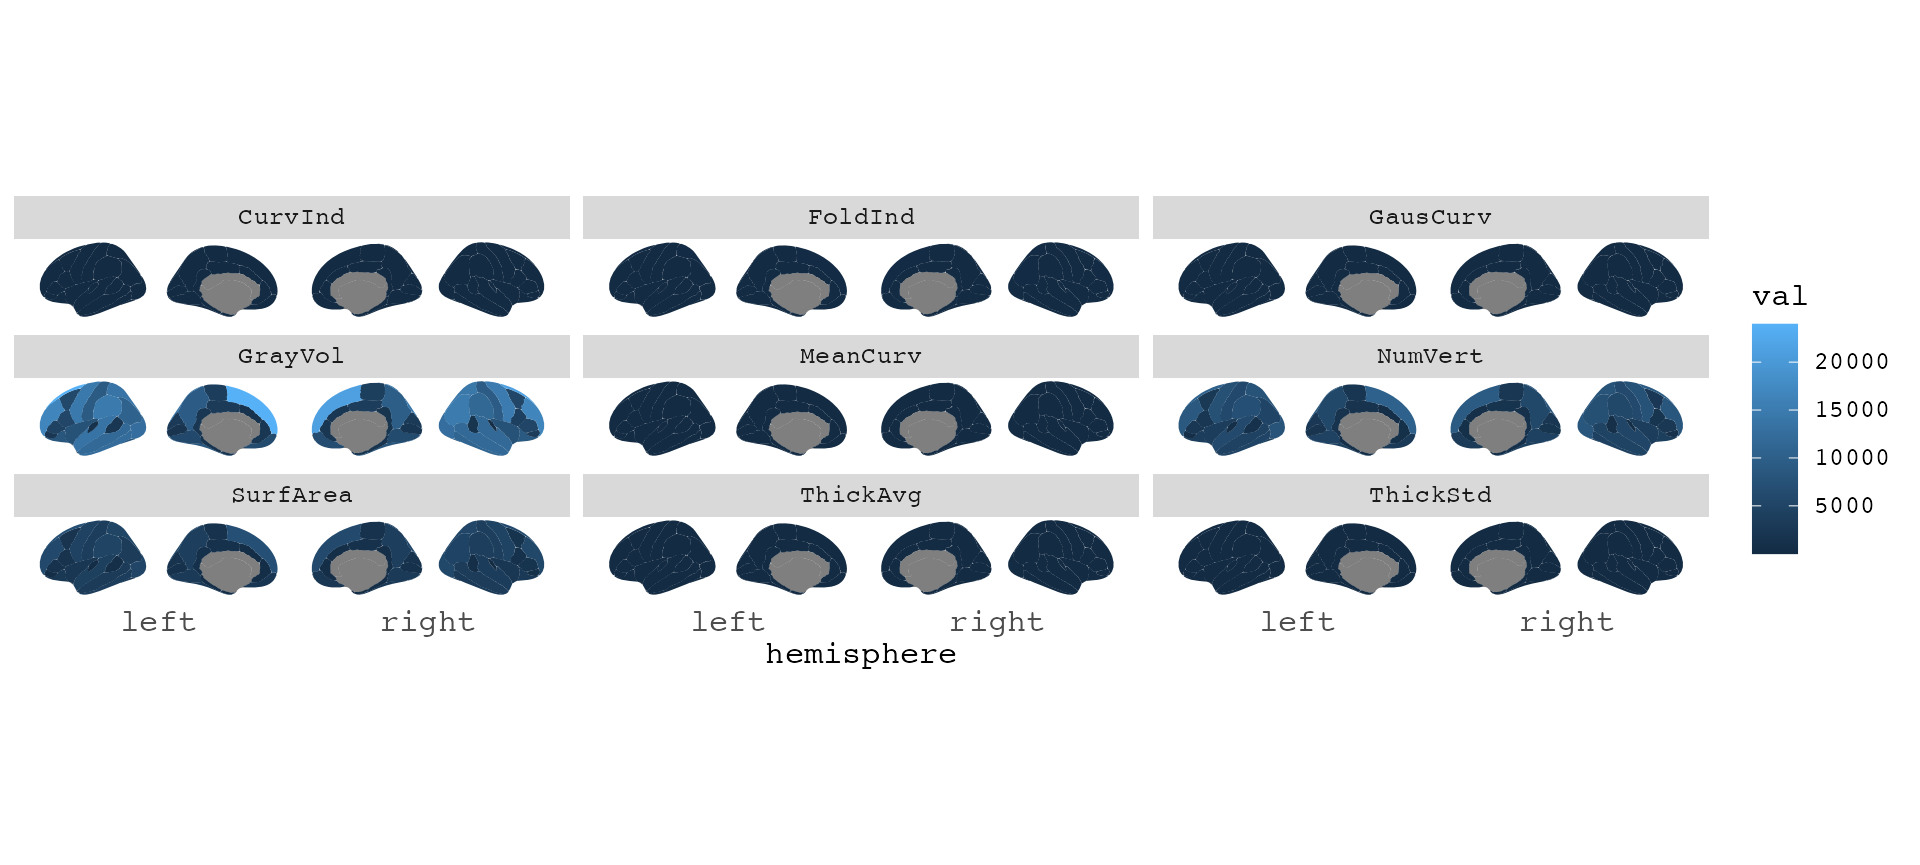 CurvInd FoldInd GausCurv
GrayVol MeanCurv NumVert
SurfArea ThickAvg ThickStd
left right left right left right
hemisphere
val
20000
15000
10000
5000